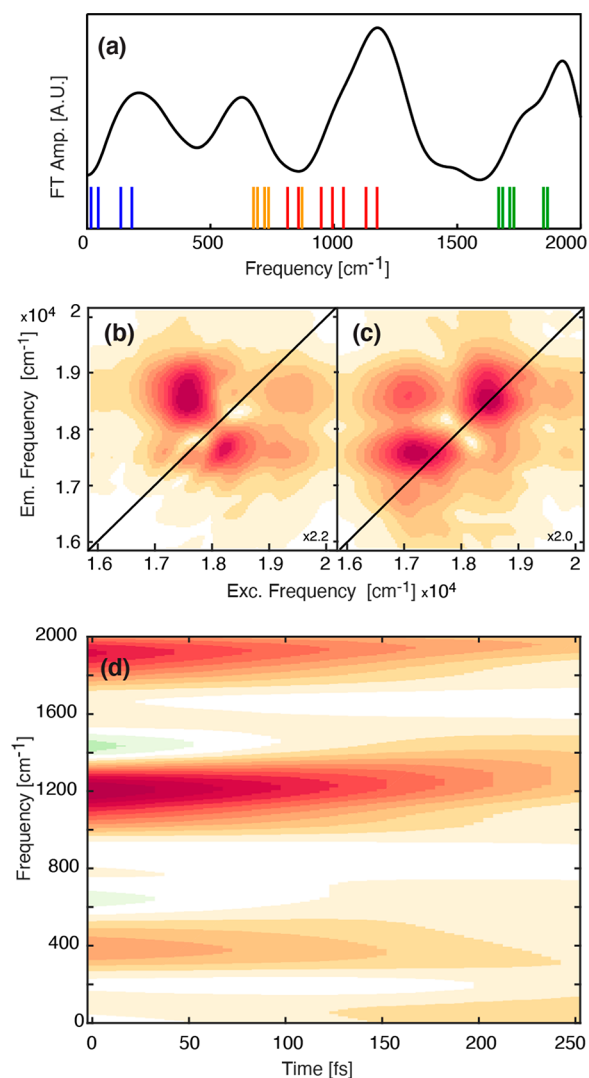 (a)
FT Amp. [A.U.]
0 500 1000 1500 2000
Frequency [cm-1]
(b) (c)
Em. Frequency [cm-1] x10⁴
2
1.9
1.8
1.7
1.6
x2.2 x2.0
1.6 1.7 1.8 1.9 2 1.6 1.7 1.8 1.9 2
Exc. Frequency [cm-1] x10⁴
(d)
Frequency [cm-1]
2000
1600
1200
800
400
0
0 50 100 150 200 250
Time [fs]